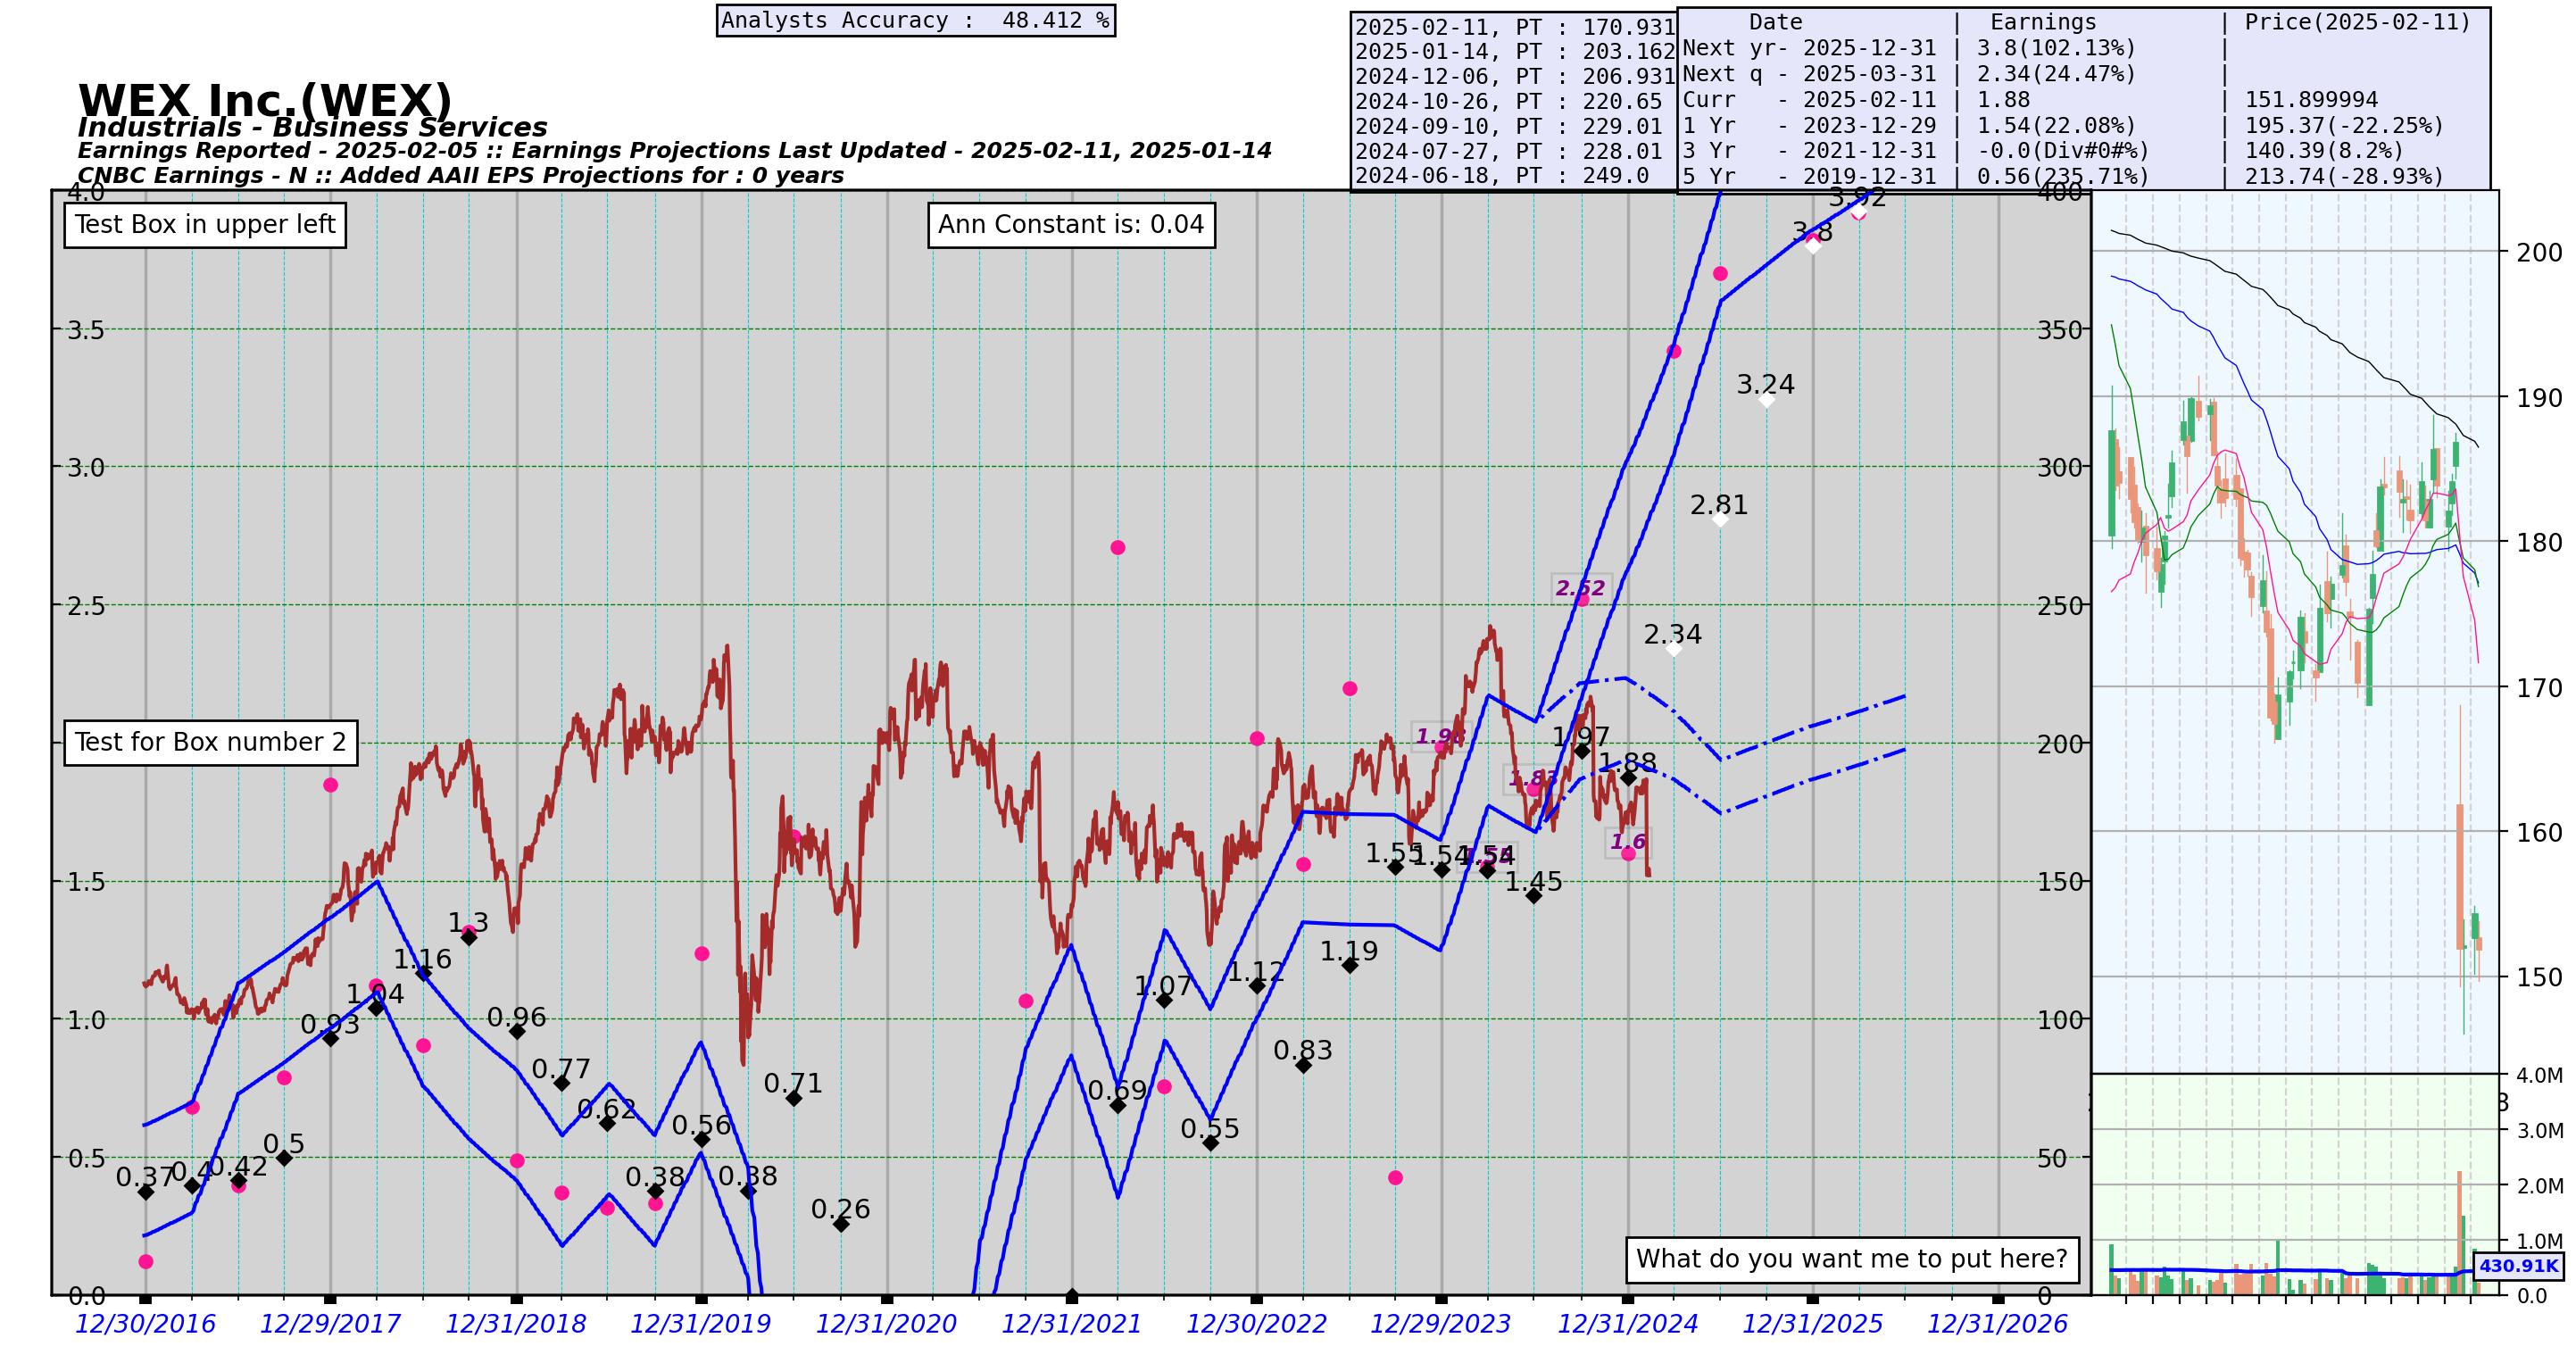 Analysts Accuracy :  48.412 %
2025-02-11, PT : 170.931
2025-01-14, PT : 203.162
2024-12-06, PT : 206.931
2024-10-26, PT : 220.65
2024-09-10, PT : 229.01
2024-07-27, PT : 228.01
2024-06-18, PT : 249.0
Date | Earnings | Price(2025-02-11)
Next yr- 2025-12-31 | 3.8(102.13%) |
Next q - 2025-03-31 | 2.34(24.47%) |
Curr - 2025-02-11 | 1.88 | 151.899994
1 Yr - 2023-12-29 | 1.54(22.08%) | 195.37(-22.25%)
3 Yr - 2021-12-31 | -0.0(Div#0#%) | 140.39(8.2%)
5 Yr - 2019-12-31 | 0.56(235.71%) | 213.74(-28.93%)
WEX Inc.(WEX)
Industrials - Business Services
Earnings Reported - 2025-02-05 :: Earnings Projections Last Updated - 2025-02-11, 2025-01-14
CNBC Earnings - N :: Added AAII EPS Projections for : 0 years
Test Box in upper left
Ann Constant is: 0.04
Test for Box number 2
What do you want me to put here?
4.0
3.5
3.0
2.5
1.5
1.0
0.5
0.0
400
350
300
250
200
150
100
50
0
0.37
0.4
0.42
0.5
0.93
1.04
1.16
1.3
0.96
0.77
0.62
0.38
0.56
0.38
0.71
0.26
0.69
1.07
0.55
1.12
0.83
1.19
1.55
1.54
1.54
1.45
1.97
1.88
2.34
2.81
3.24
3.8
3.92
1.98
1.55
1.83
2.52
1.6
12/30/2016
12/29/2017
12/31/2018
12/31/2019
12/31/2020
12/31/2021
12/30/2022
12/29/2023
12/31/2024
12/31/2025
12/31/2026
200
190
180
170
160
150
4.0M
3.0M
2.0M
1.0M
430.91K
0.0